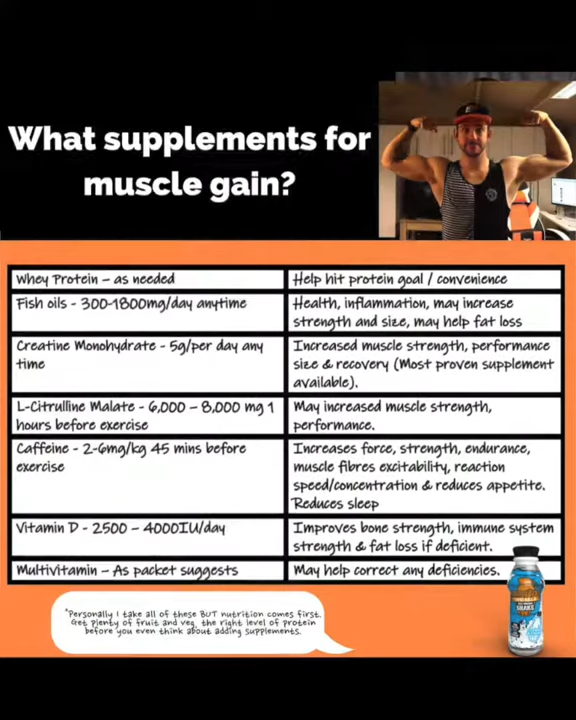 What supplements for
muscle gain?
Whey Protein – as needed
Help hit protein goal / convenience
Fish oils - 300-1800mg/day anytime
Health, inflammation, may increase
strength and size, may help fat loss
Creatine Monohydrate - 5g/per day any
time
Increased muscle strength, performance
size & recovery (Most proven supplement
available).
L-Citrulline Malate - 6,000 – 8,000 mg 1
hours before exercise
May increased muscle strength,
performance.
Caffeine - 2-6mg/kg 45 mins before
exercise
Increases force, strength, endurance,
muscle fibres excitability, reaction
speed/concentration & reduces appetite.
Reduces sleep
Vitamin D - 2500 – 4000IU/day
Improves bone strength, immune system
strength & fat loss if deficient.
Multivitamin – As packet suggests
May help correct any deficiencies.
*Personally I take all of these BUT nutrition comes first.
Get plenty of fruit and veg, the right level of protein
before you even think about adding supplements.
SHAKE